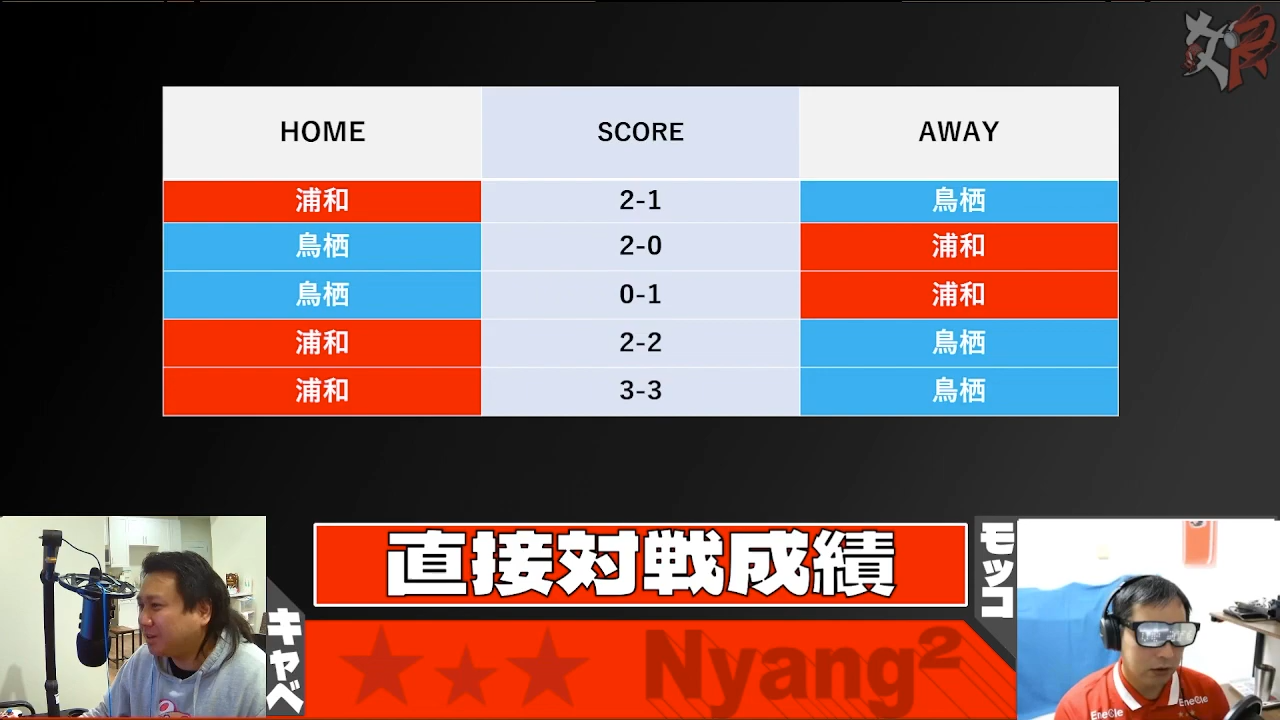 HOME SCORE AWAY
浦和 2-1 鳥栖
鳥栖 2-0 浦和
鳥栖 0-1 浦和
浦和 2-2 鳥栖
浦和 3-3 鳥栖
直接対戦成績
キャベ
モッコ
Nyang²
EneCle
EneCle